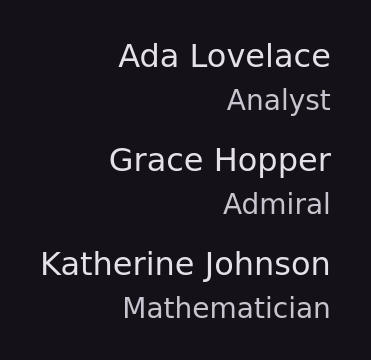 Ada Lovelace
Analyst
Grace Hopper
Admiral
Katherine Johnson
Mathematician